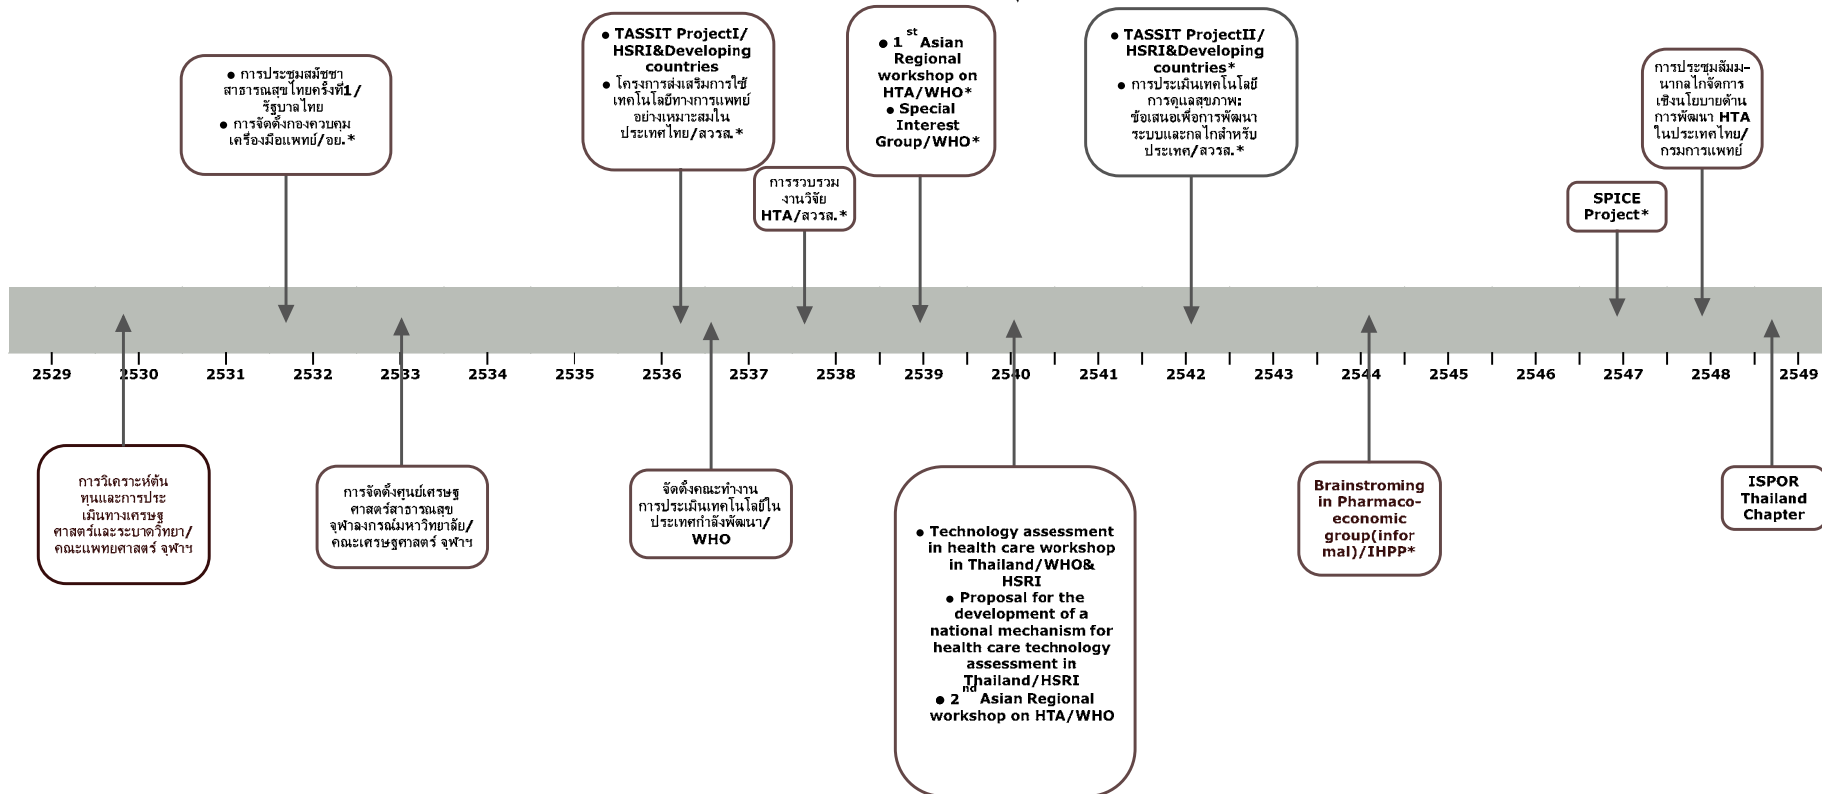 ● การประชุมสมัชชา
สาธารณสุขไทยครั้งที่1/
รัฐบาลไทย
● การจัดตั้งกองควบคุม
เครื่องมือแพทย์/อย.*
● TASSIT ProjectI/
HSRI&Developing
countries
● โครงการส่งเสริมการใช้
เทคโนโลยีทางการแพทย์
อย่างเหมาะสมใน
ประเทศไทย/สวรส.*
การรวบรวม
งานวิจัย
HTA/สวรส.*
● 1st Asian
Regional
workshop on
HTA/WHO*
● Special
Interest
Group/WHO*
● TASSIT ProjectII/
HSRI&Developing
countries*
● การประเมินเทคโนโลยี
การดูแลสุขภาพ:
ข้อเสนอเพื่อการพัฒนา
ระบบและกลไกสำหรับ
ประเทศ/สวรส.*
SPICE
Project*
การประชุมสัมม-
นากลไกจัดการ
เชิงนโยบายด้าน
การพัฒนา HTA
ในประเทศไทย/
กรมการแพทย์
2529 2530 2531 2532 2533 2534 2535 2536 2537 2538 2539 2540 2541 2542 2543 2544 2545 2546 2547 2548 2549
การวิเคราะห์ต้น
ทุนและการประ
เมินทางเศรษฐ
ศาสตร์และระบาดวิทยา/
คณะแพทยศาสตร์ จุฬาฯ
การจัดตั้งศูนย์เศรษฐ
ศาสตร์สาธารณสุข
จุฬาลงกรณ์มหาวิทยาลัย/
คณะเศรษฐศาสตร์ จุฬาฯ
จัดตั้งคณะทำงาน
การประเมินเทคโนโลยีใน
ประเทศกำลังพัฒนา/
WHO
● Technology assessment
in health care workshop
in Thailand/WHO&
HSRI
● Proposal for the
development of a
national mechanism for
health care technology
assessment in
Thailand/HSRI
● 2nd Asian Regional
workshop on HTA/WHO
Brainstroming
in Pharmaco-
economic
group(infor
mal)/IHPP*
ISPOR
Thailand
Chapter